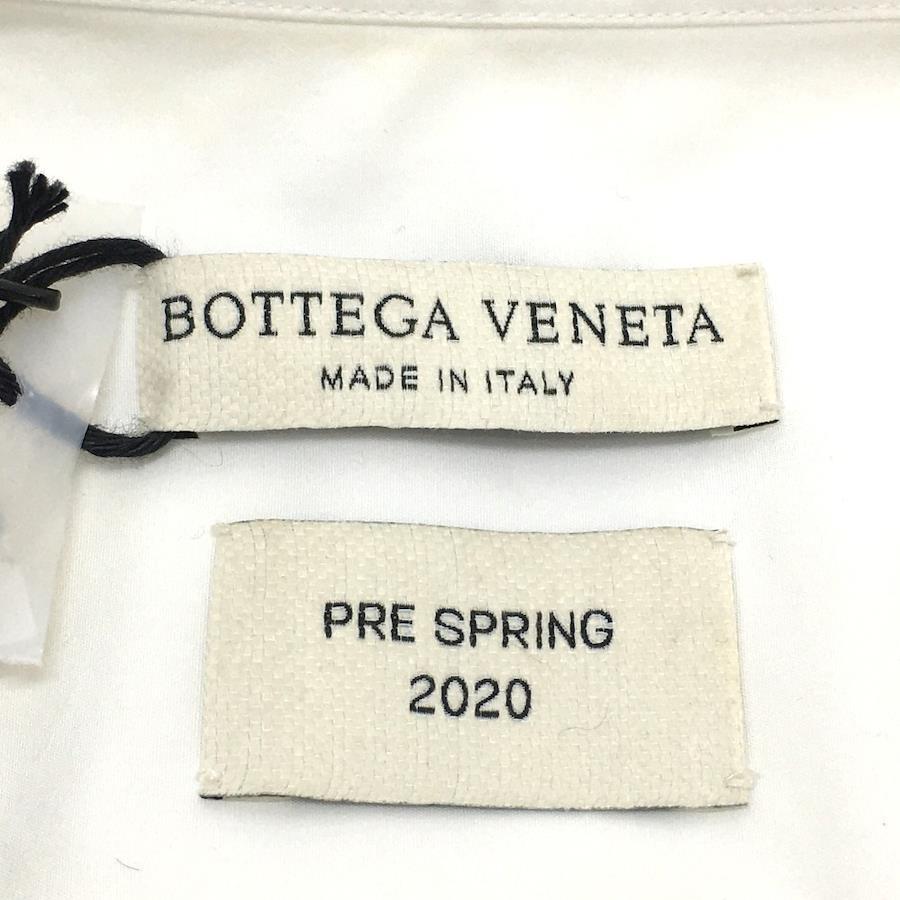 BOTTEGA VENETA
MADE IN ITALY
PRE SPRING
2020